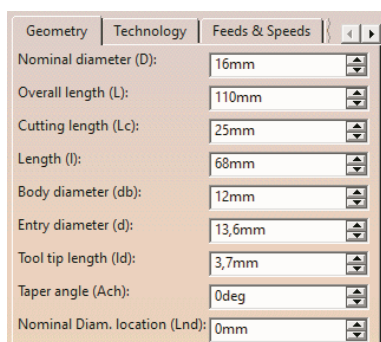 Geometry Technology Feeds & Speeds
Nominal diameter (D): 16mm
Overall length (L): 110mm
Cutting length (Lc): 25mm
Length (l): 68mm
Body diameter (db): 12mm
Entry diameter (d): 13,6mm
Tool tip length (ld): 3,7mm
Taper angle (Ach): 0deg
Nominal Diam. location (Lnd): 0mm